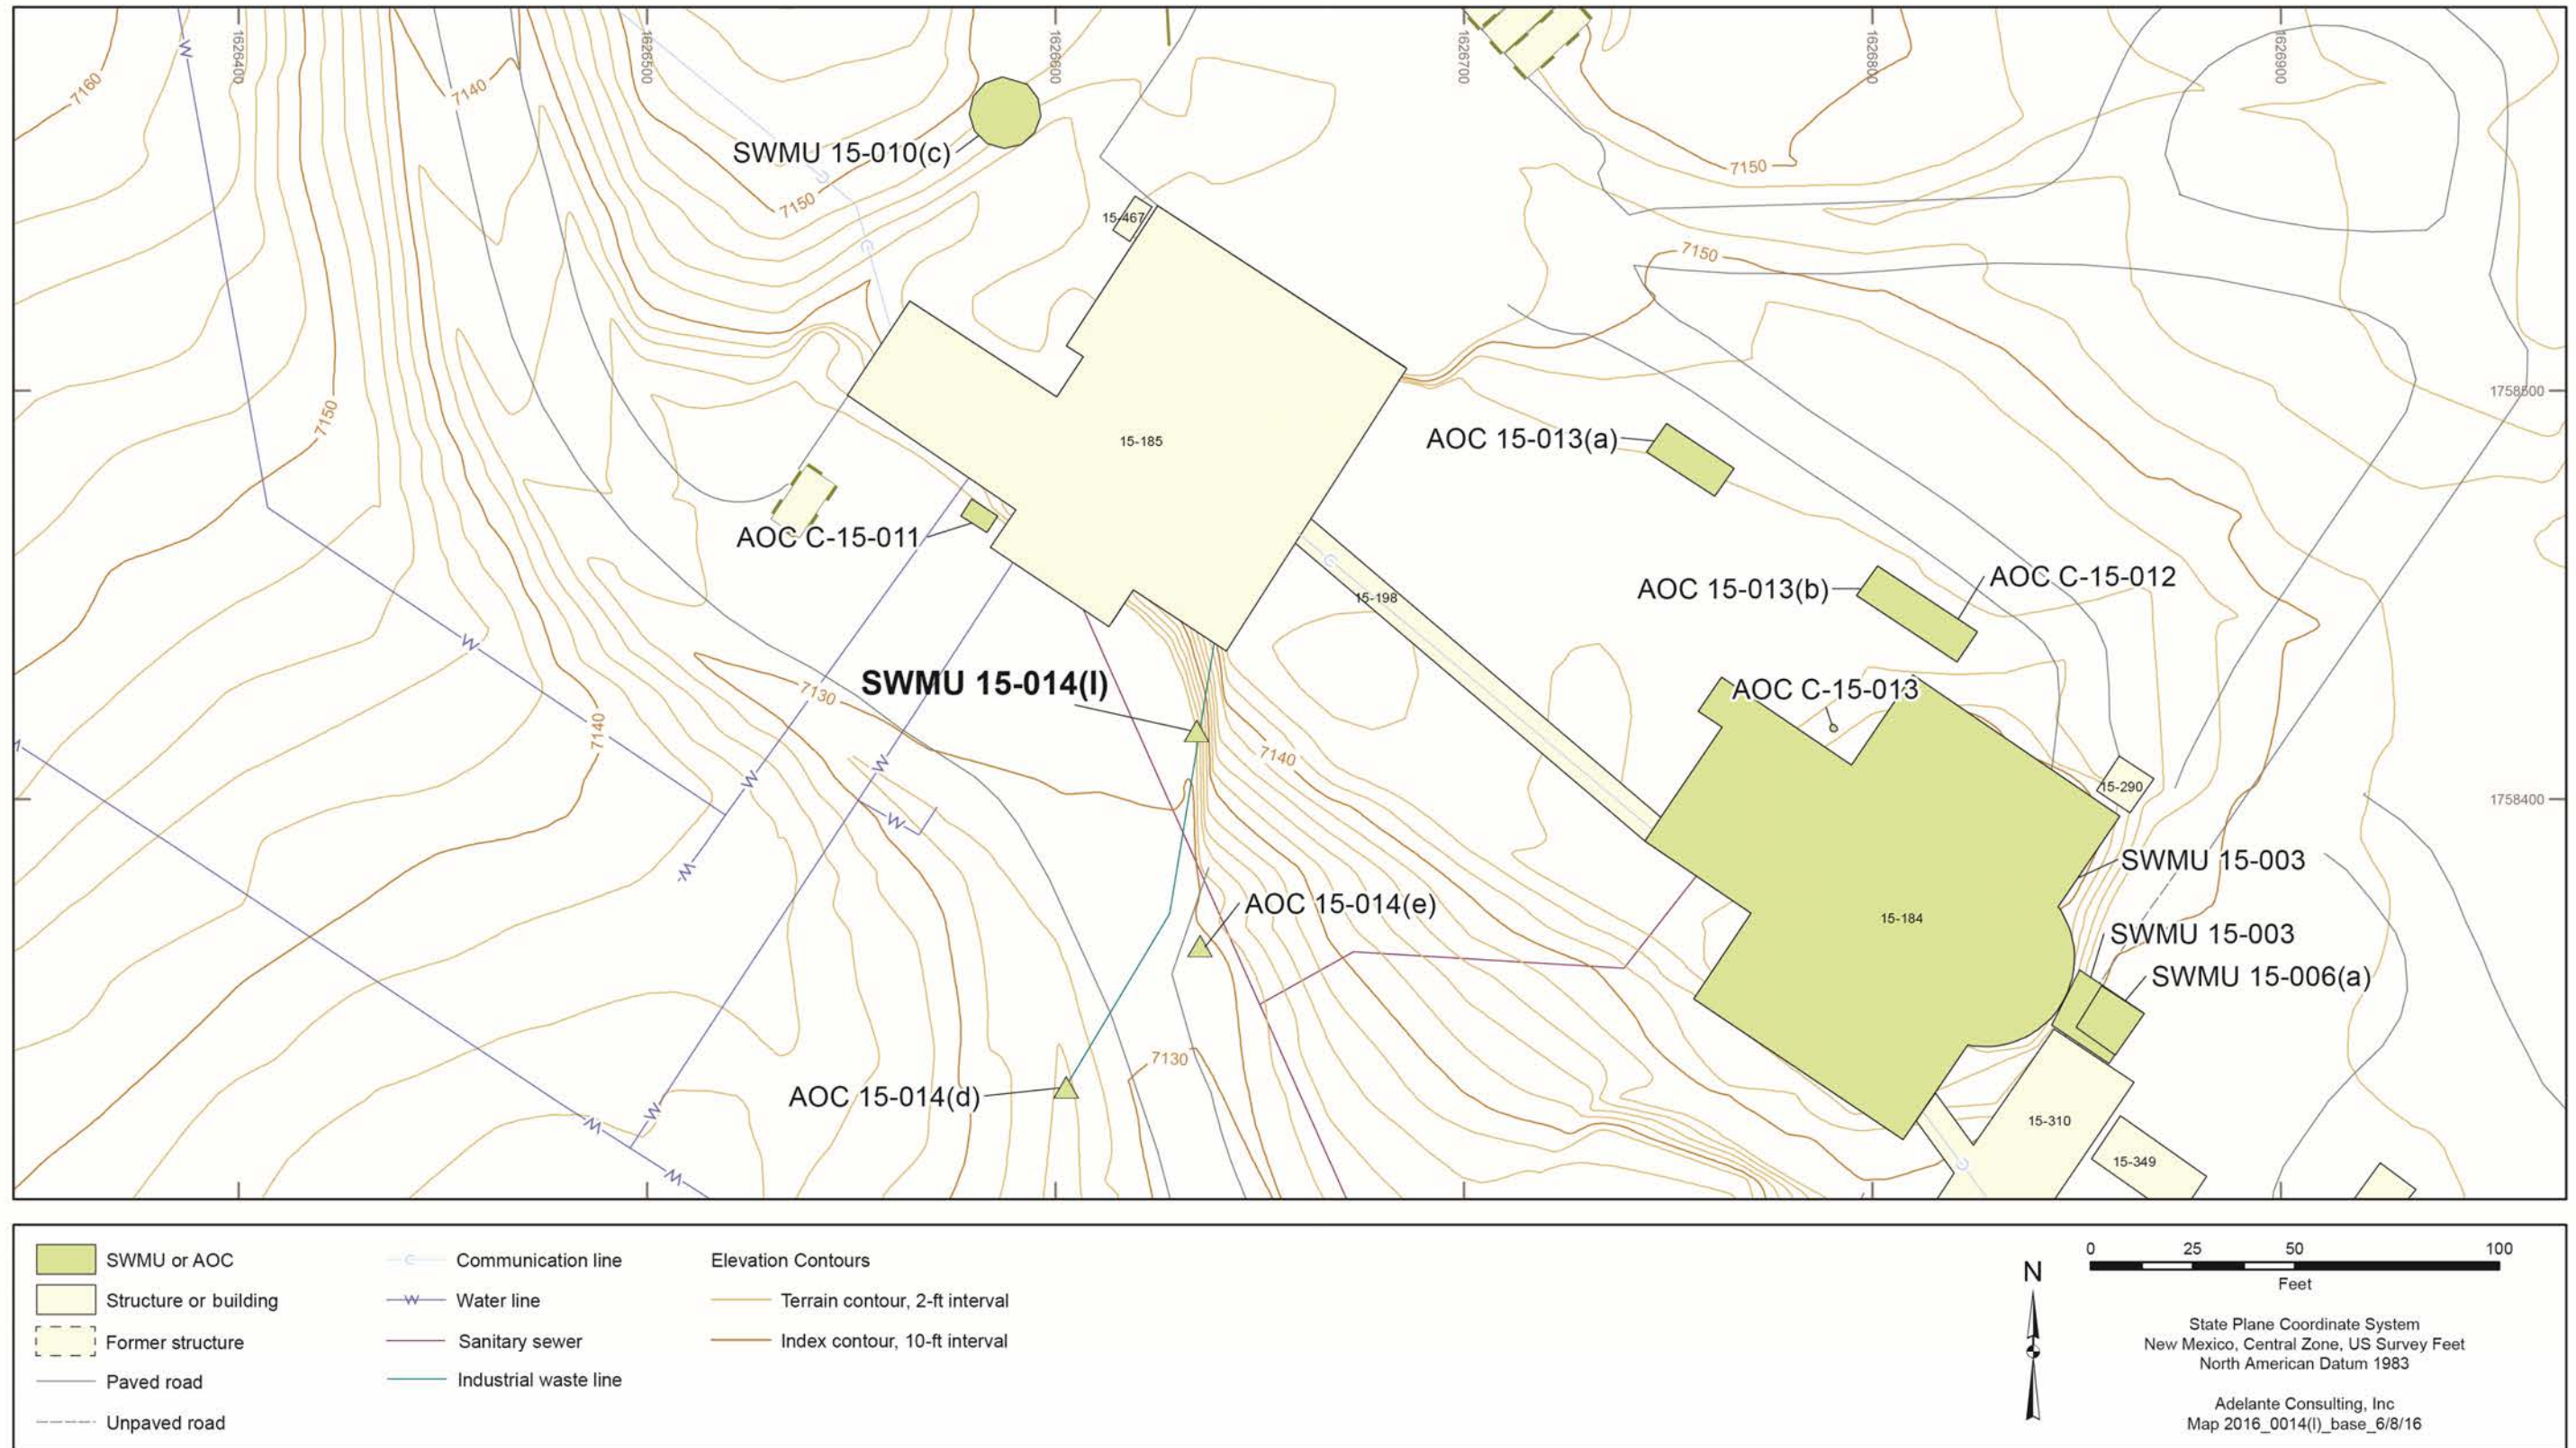 1626400
1626500
1626600
1626700
1626800
1626900
W
7160
7140
C
SWMU 15-010(c)
7150
7150
15-467
C
7150
1758500
7150
AOC 15-013(a)
15-185
AOC C-15-011
C
AOC 15-013(b)
AOC C-15-012
15-198
W
SWMU 15-014(l)
7130
AOC C-15-013
7140
7140
W
W
W
15-290
1758400
W
W
SWMU 15-003
AOC 15-014(e)
15-184
SWMU 15-003
SWMU 15-006(a)
7130
AOC 15-014(d)
W
W
15-310
15-349
C
W
SWMU or AOC
Structure or building
Former structure
Paved road
Unpaved road
C Communication line
W Water line
Sanitary sewer
Industrial waste line
Elevation Contours
Terrain contour, 2-ft interval
Index contour, 10-ft interval
N
0 25 50 100
Feet
State Plane Coordinate System
New Mexico, Central Zone, US Survey Feet
North American Datum 1983
Adelante Consulting, Inc
Map 2016_0014(l)_base_6/8/16